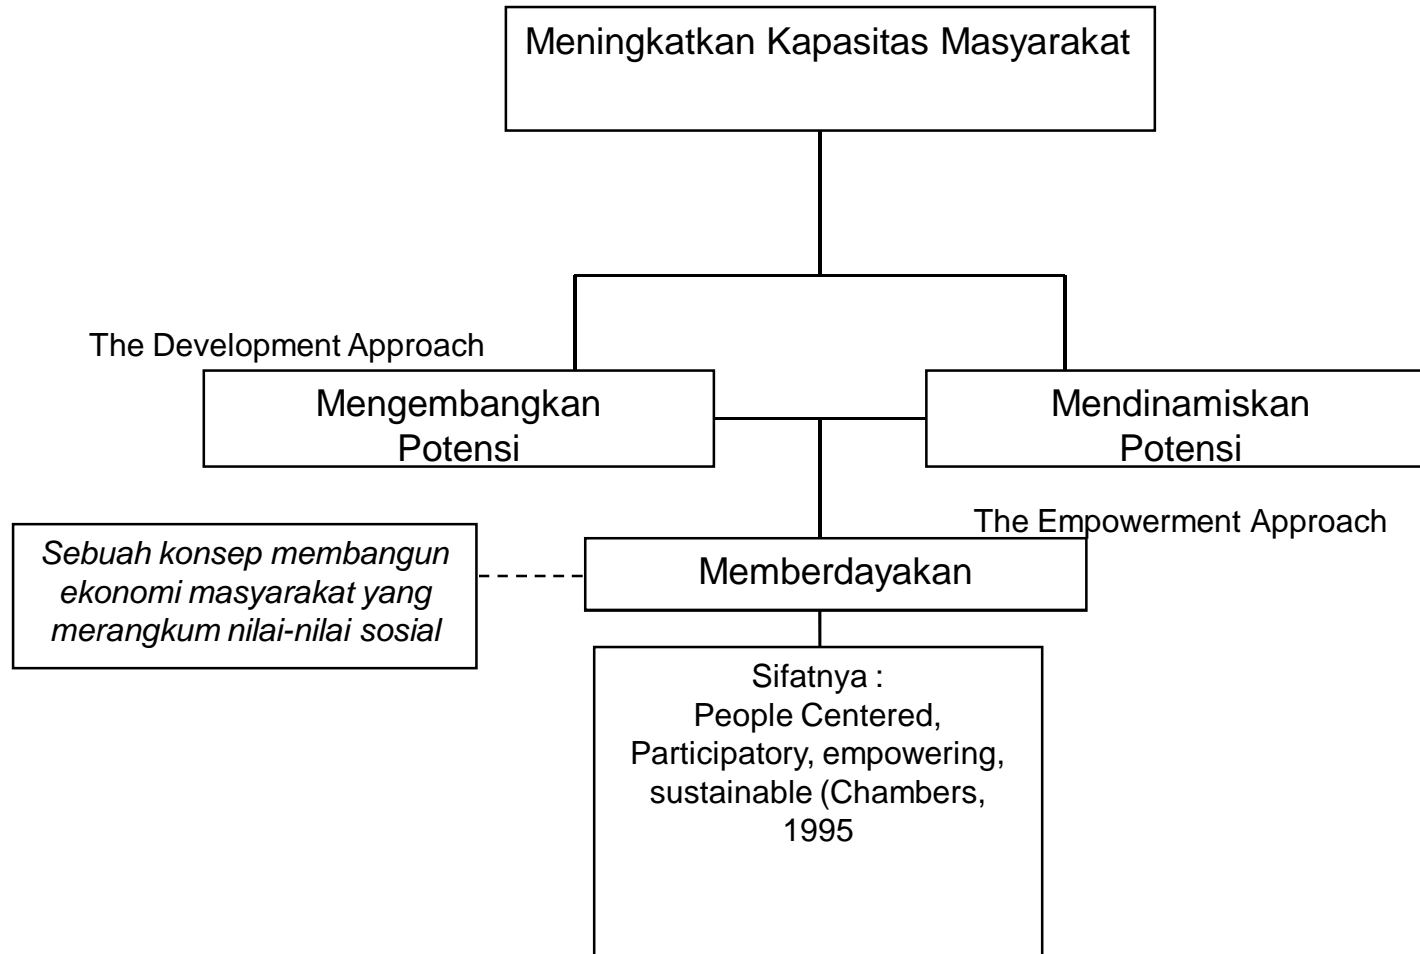 Meningkatkan Kapasitas Masyarakat
The Development Approach
Mengembangkan
Potensi
Mendinamiskan
Potensi
The Empowerment Approach
Sebuah konsep membangun
ekonomi masyarakat yang
merangkum nilai-nilai sosial
Memberdayakan
Sifatnya :
People Centered,
Participatory, empowering,
sustainable (Chambers,
1995